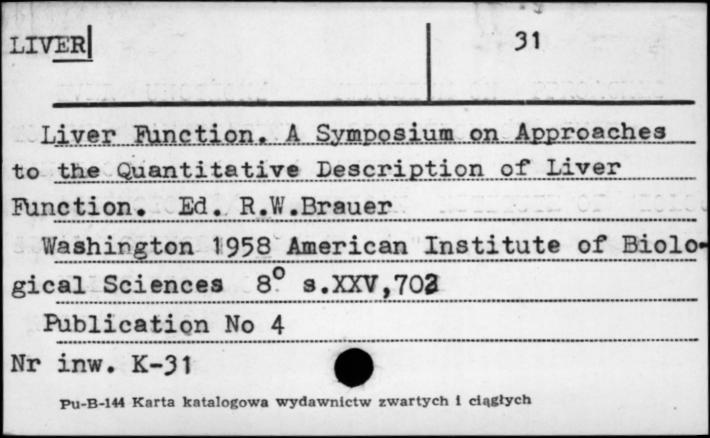 LIVER 31
Liver Function. A Symposium on Approaches
to the Quantitative Description of Liver
Function. Ed. R.W.Brauer
Washington 1958 American Institute of Biolo-
gical Sciences 8° s.XXV,702
Publication No 4
Nr inw. K-31
Pu-B-144 Karta katalogowa wydawnictw zwartych i ciągłych